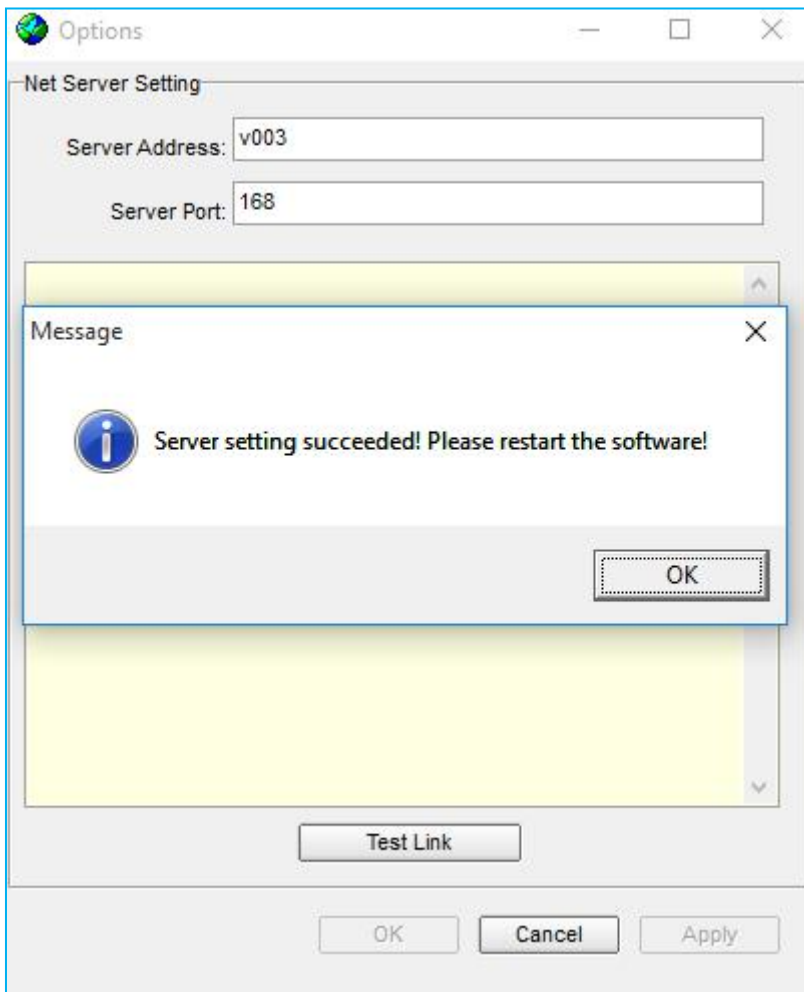 Options
Net Server Setting
Server Address: v003
Server Port: 168
Message
Server setting succeeded! Please restart the software!
OK
Test Link
OK Cancel Apply